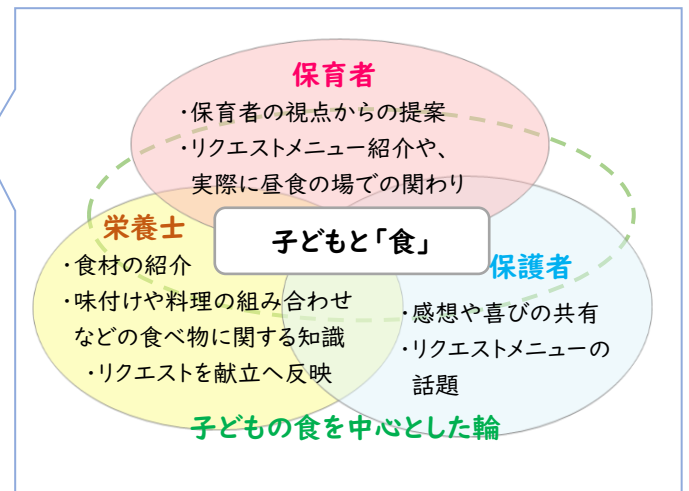 保育者
・保育者の視点からの提案
・リクエストメニュー紹介や、
実際に昼食の場での関わり
子どもと「食」
栄養士
・食材の紹介
・味付けや料理の組み合わせ
などの食べ物に関する知識
・リクエストを献立へ反映
保護者
・感想や喜びの共有
・リクエストメニューの
話題
子どもの食を中心とした輪